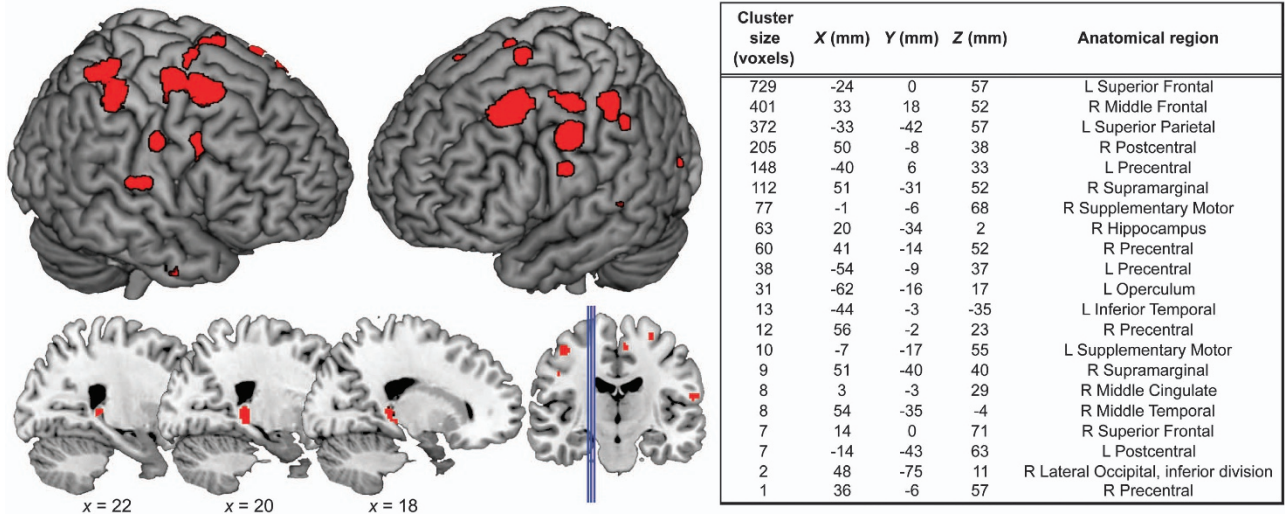 x = 22
x = 20
x = 18
Cluster size (voxels) X (mm) Y (mm) Z (mm) Anatomical region
729 -24 0 57 L Superior Frontal
401 33 18 52 R Middle Frontal
372 -33 -42 57 L Superior Parietal
205 50 -8 38 R Postcentral
148 -40 6 33 L Precentral
112 51 -31 52 R Supramarginal
77 -1 -6 68 R Supplementary Motor
63 20 -34 2 R Hippocampus
60 41 -14 52 R Precentral
38 -54 -9 37 L Precentral
31 -62 -16 17 L Operculum
13 -44 -3 -35 L Inferior Temporal
12 56 -2 23 R Precentral
10 -7 -17 55 L Supplementary Motor
9 51 -40 40 R Supramarginal
8 3 -3 29 R Middle Cingulate
8 54 -35 -4 R Middle Temporal
7 14 0 71 R Superior Frontal
7 -14 -43 63 L Postcentral
2 48 -75 11 R Lateral Occipital, inferior division
1 36 -6 57 R Precentral